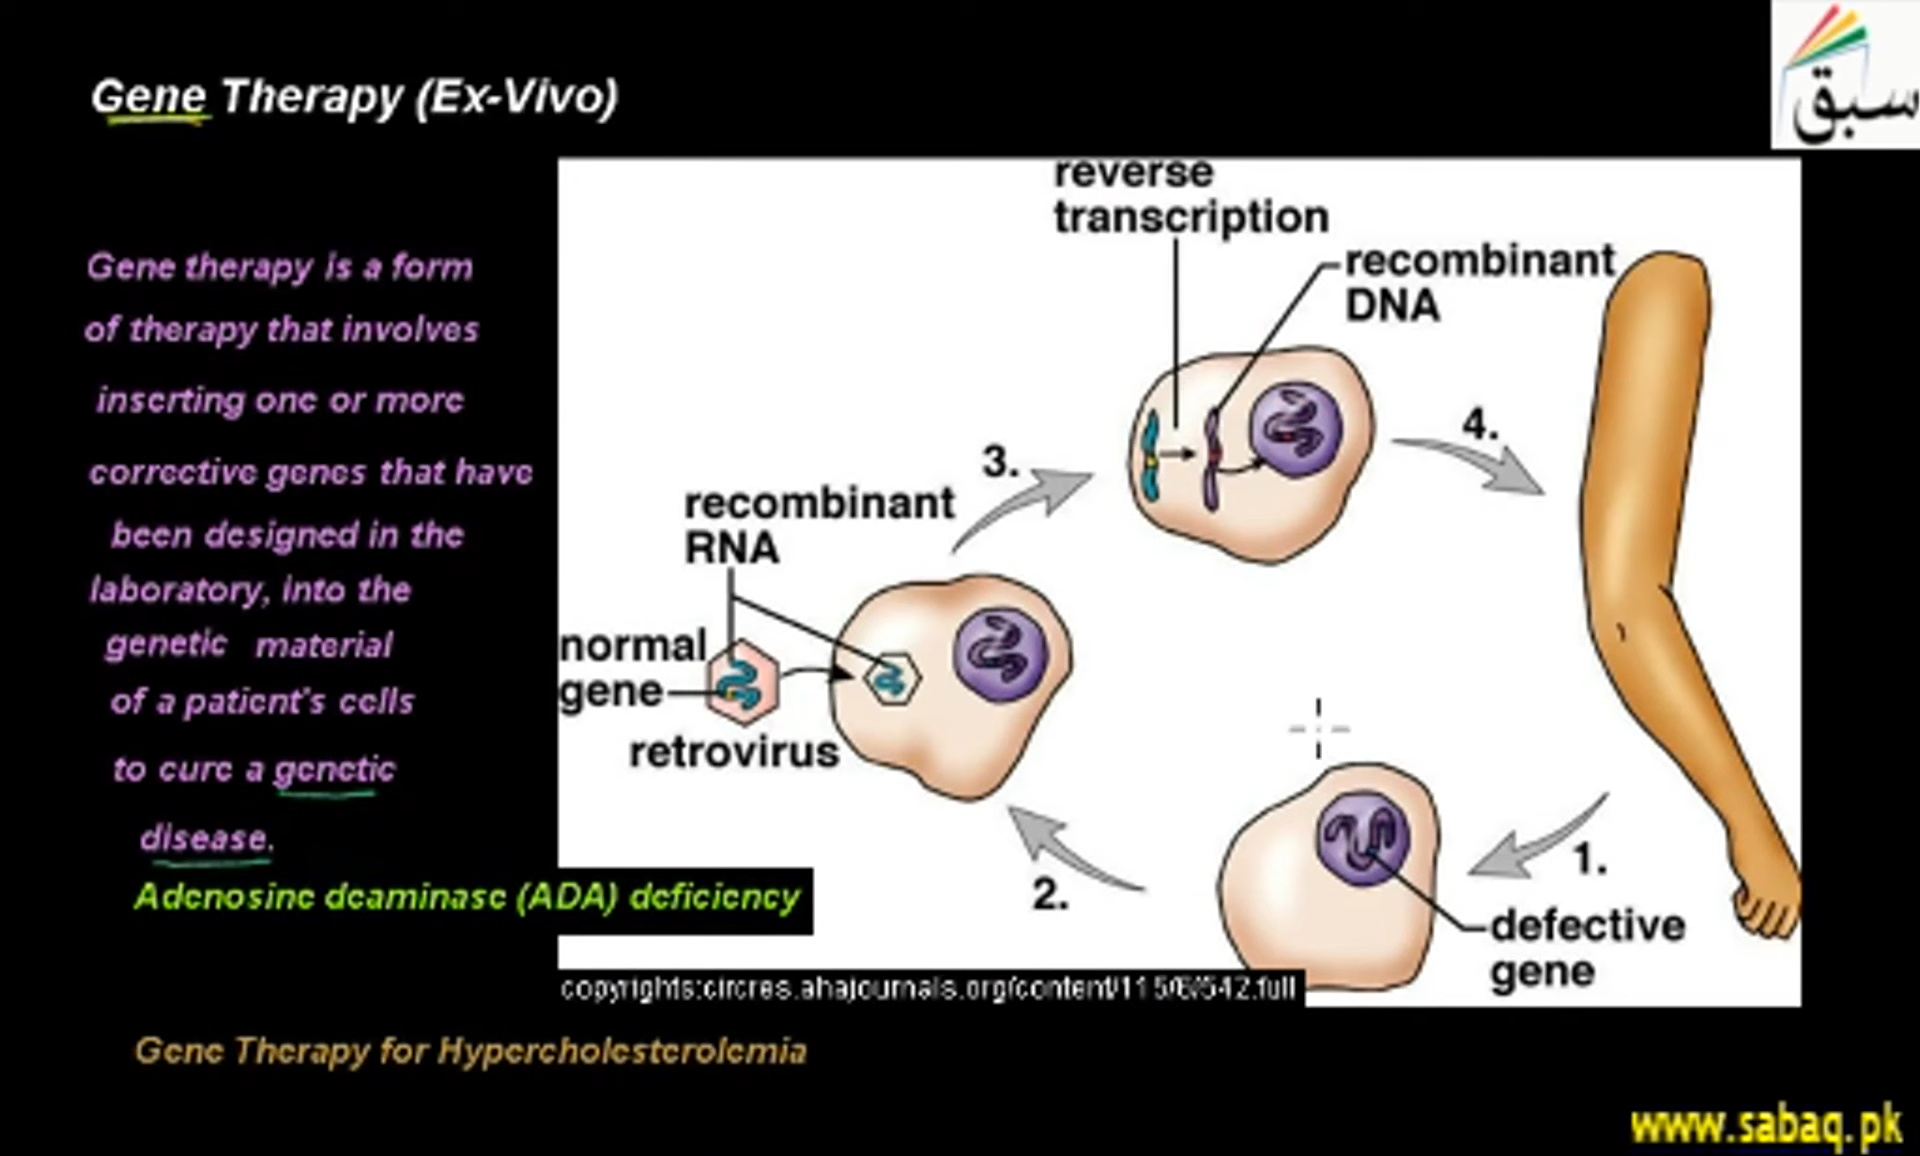 سبق
Gene Therapy (Ex-Vivo)
Gene therapy is a form
of therapy that involves
inserting one or more
corrective genes that have
been designed in the
laboratory, into the
genetic material
of a patient's cells
to cure a genetic
disease.
Adenosine deaminase (ADA) deficiency
reverse
transcription
recombinant
DNA
3.
4.
recombinant
RNA
normal
gene
retrovirus
2.
1.
defective
gene
copyrights:circres.ahajournals.org/content/115/6/542.full
Gene Therapy for Hypercholesterolemia
www.sabaq.pk